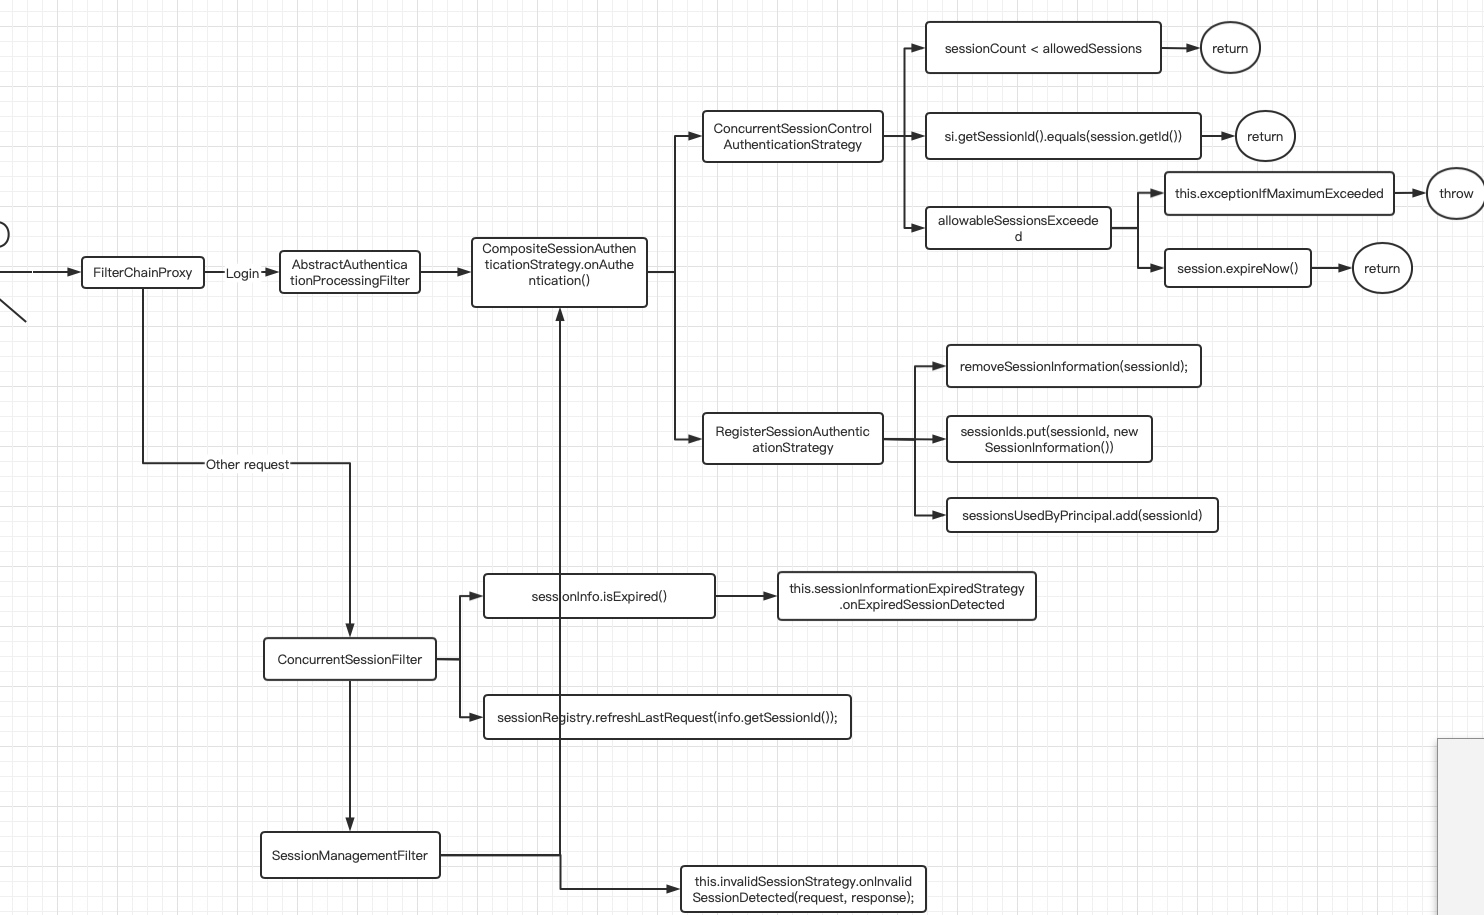 sessionCount < allowedSessions
return
ConcurrentSessionControl
AuthenticationStrategy
si.getSessionId().equals(session.getId())
return
this.exceptionIfMaximumExceeded
throw
allowableSessionsExceede
d
session.expireNow()
return
FilterChainProxy
Login
AbstractAuthentica
tionProcessingFilter
CompositeSessionAuthen
ticationStrategy.onAuthe
ntication()
removeSessionInformation(sessionId);
RegisterSessionAuthentic
ationStrategy
sessionIds.put(sessionId, new
SessionInformation())
sessionsUsedByPrincipal.add(sessionId)
Other request
sessionInfo.isExpired()
this.sessionInformationExpiredStrategy
.onExpiredSessionDetected
ConcurrentSessionFilter
sessionRegistry.refreshLastRequest(info.getSessionId());
SessionManagementFilter
this.invalidSessionStrategy.onInvalid
SessionDetected(request, response);